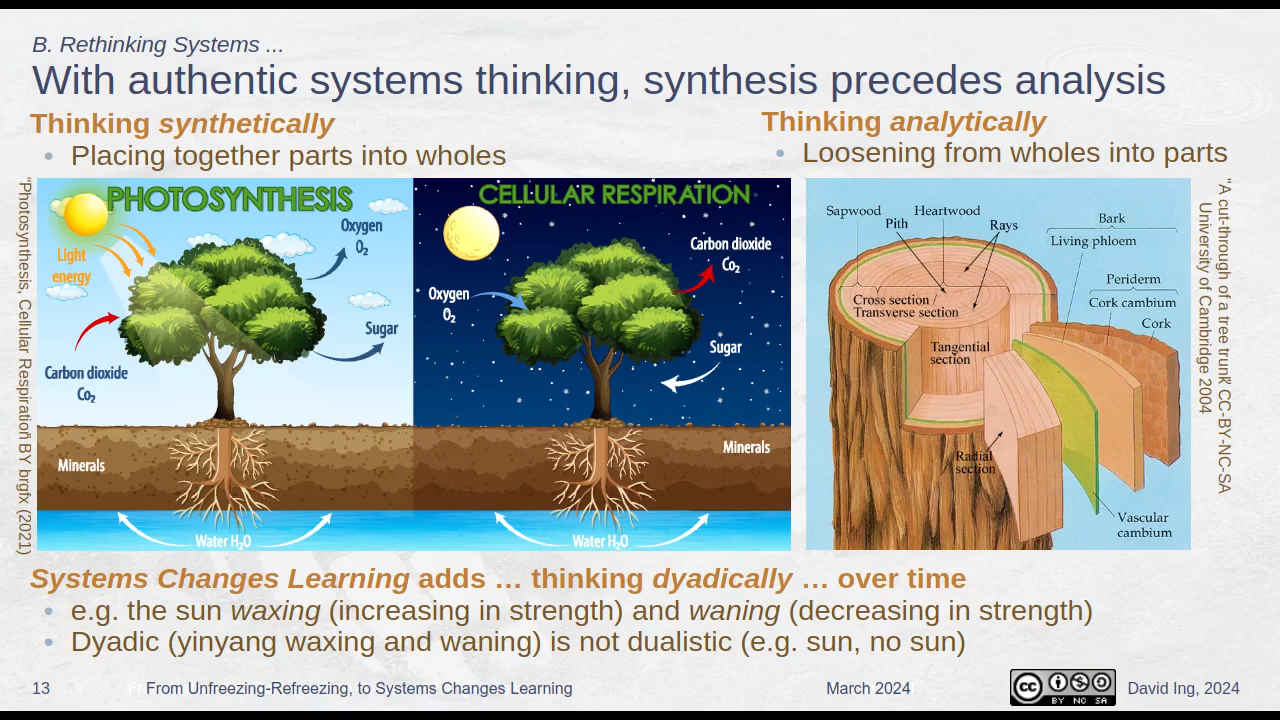 B. Rethinking Systems ...
With authentic systems thinking, synthesis precedes analysis
Thinking synthetically
• Placing together parts into wholes
Thinking analytically
• Loosening from wholes into parts
"Photosynthesis, Cellular Respiration BY brgfx (2021)
PHOTOSYNTHESIS
Light
energy
Oxygen
O2
Sugar
Carbon dioxide
Co2
Minerals
Water H2O
CELLULAR RESPIRATION
Oxygen
O2
Carbon dioxide
Co2
Sugar
Minerals
Water H2O
Sapwood
Pith
Heartwood
Rays
Bark
Living phloem
Periderm
Cork cambium
Cork
Cross section /
Transverse section
Tangential
section
Radial
section
Vascular
cambium
"A cut-through of a tree trunk' CC-BY-NC-SA
University of Cambridge 2004
Systems Changes Learning adds … thinking dyadically … over time
• e.g. the sun waxing (increasing in strength) and waning (decreasing in strength)
• Dyadic (yinyang waxing and waning) is not dualistic (e.g. sun, no sun)
13
From Unfreezing-Refreezing, to Systems Changes Learning
March 2024
cc
BY NC SA
David Ing, 2024